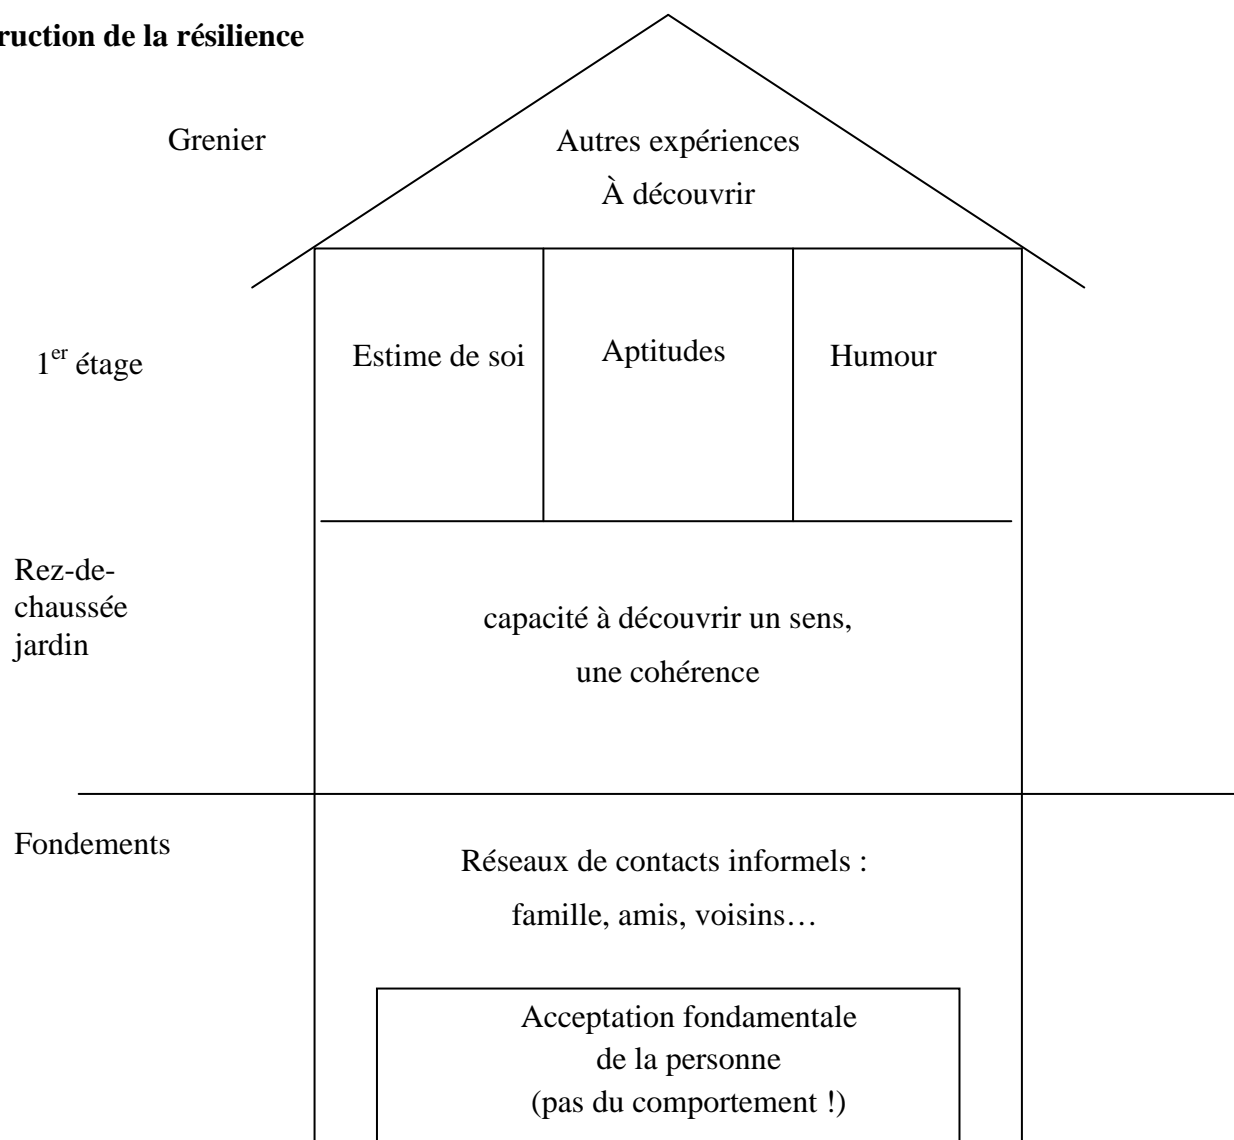 ruction de la résilience
Grenier
Autres expériences
À découvrir
1er étage
Estime de soi
Aptitudes
Humour
Rez-de-
chaussée
jardin
capacité à découvrir un sens,
une cohérence
Fondements
Réseaux de contacts informels :
famille, amis, voisins…
Acceptation fondamentale
de la personne
(pas du comportement !)